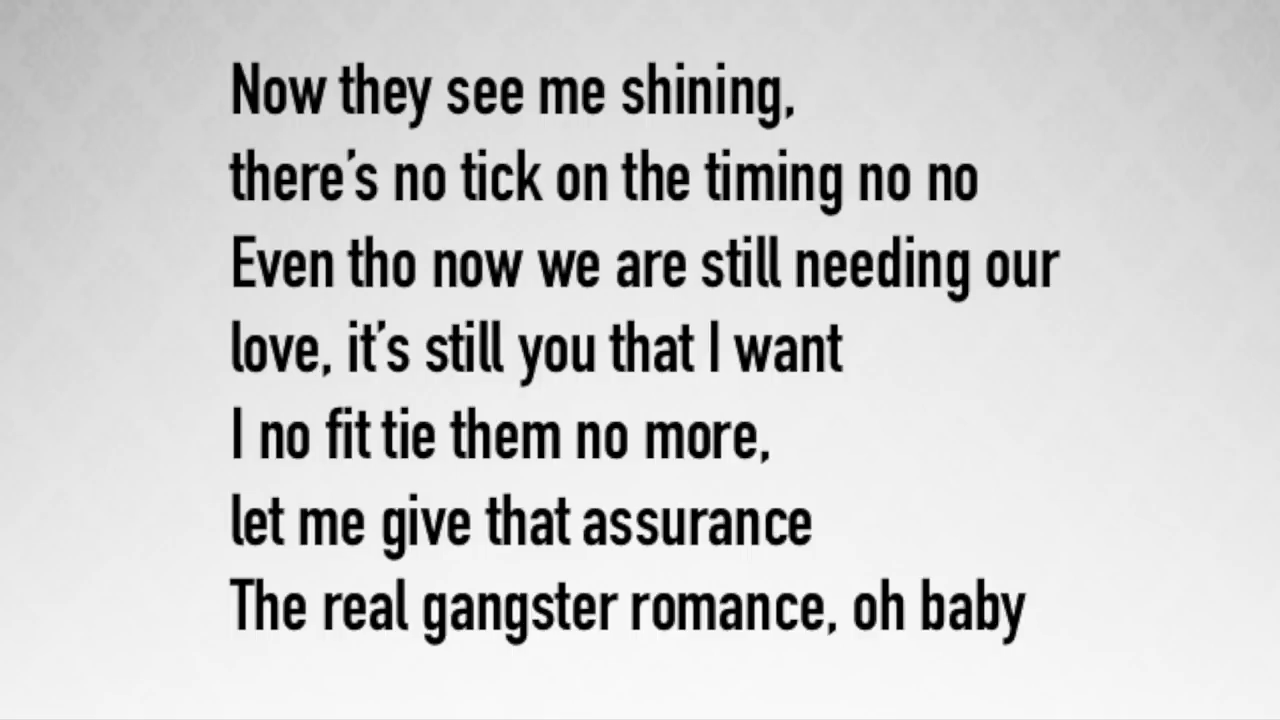 Now they see me shining,
there’s no tick on the timing no no
Even tho now we are still needing our
love, it’s still you that I want
I no fit tie them no more,
let me give that assurance
The real gangster romance, oh baby